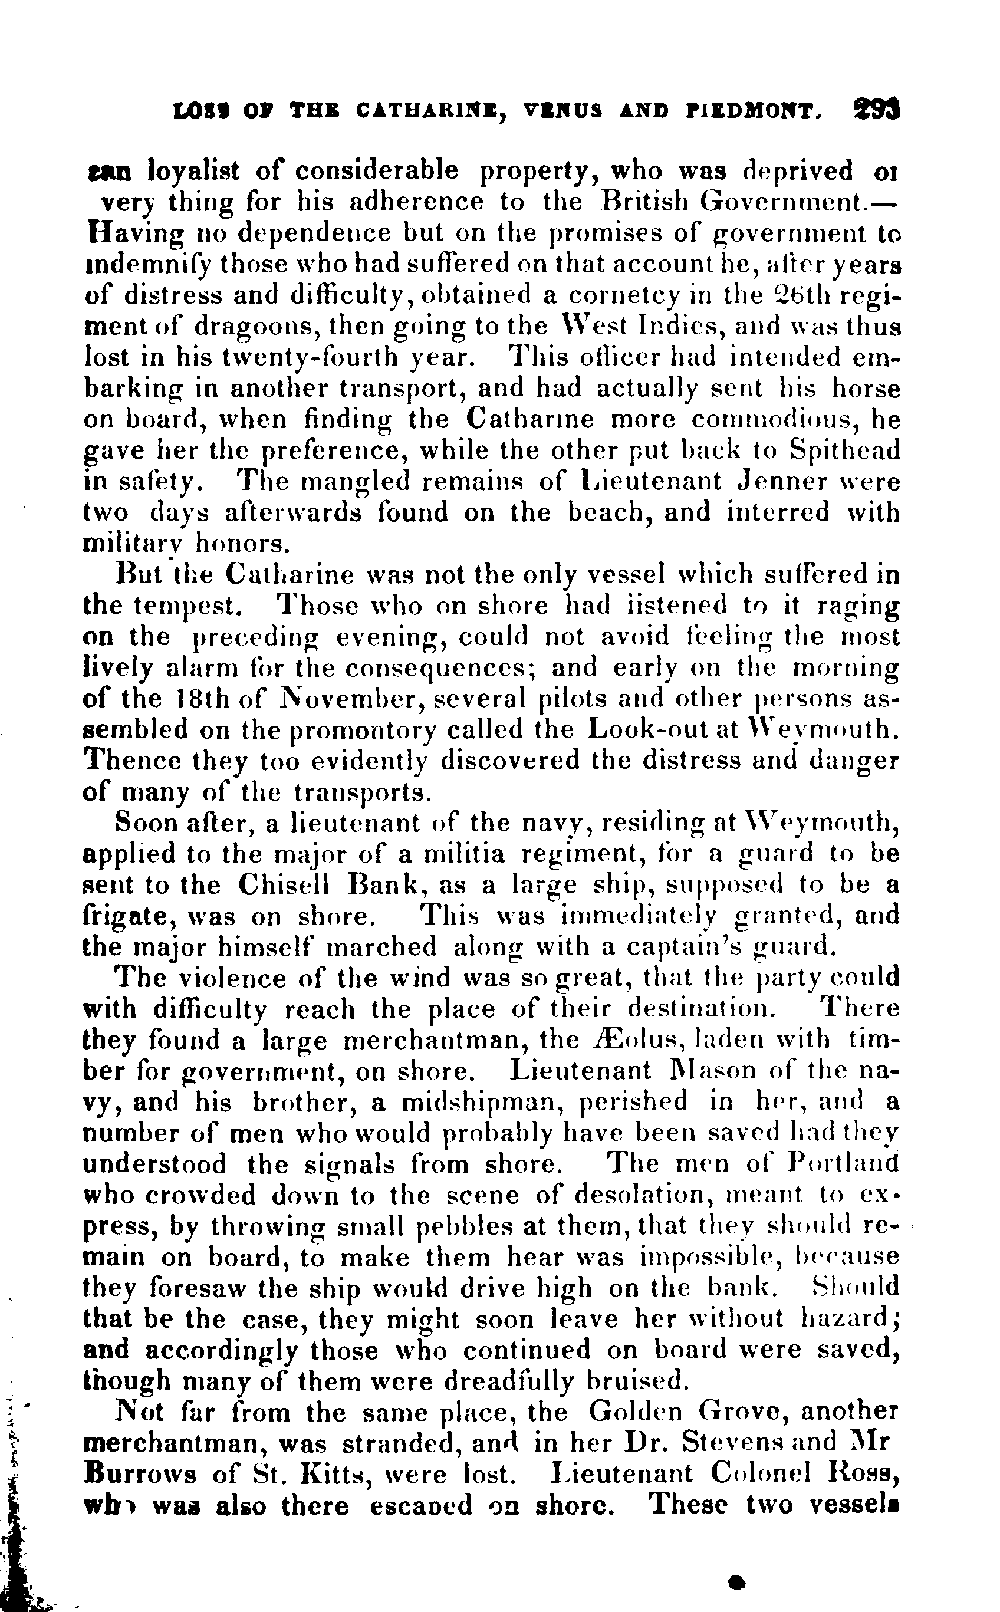 LOSS OF THE CATHARINE, VENUS AND PIEDMONT. 293
can loyalist of considerable property, who was deprived of
very thing for his adherence to the British Government.—
Having no dependence but on the promises of government to
indemnify those who had suffered on that account he, after years
of distress and difficulty, obtained a cornetcy in the 26th regi-
ment of dragoons, then going to the West Indies, and was thus
lost in his twenty-fourth year. This officer had intended em-
barking in another transport, and had actually sent his horse
on board, when finding the Catharine more commodious, he
gave her the preference, while the other put back to Spithead
in safety. The mangled remains of Lieutenant Jenner were
two days afterwards found on the beach, and interred with
military honors.
But the Catharine was not the only vessel which suffered in
the tempest. Those who on shore had listened to it raging
on the preceding evening, could not avoid feeling the most
lively alarm for the consequences; and early on the morning
of the 18th of November, several pilots and other persons as-
sembled on the promontory called the Look-out at Weymouth.
Thence they too evidently discovered the distress and danger
of many of the transports.
Soon after, a lieutenant of the navy, residing at Weymouth,
applied to the major of a militia regiment, for a guard to be
sent to the Chisell Bank, as a large ship, supposed to be a
frigate, was on shore. This was immediately granted, and
the major himself marched along with a captain's guard.
The violence of the wind was so great, that the party could
with difficulty reach the place of their destination. There
they found a large merchantman, the Æolus, laden with tim-
ber for government, on shore. Lieutenant Mason of the na-
vy, and his brother, a midshipman, perished in her, and a
number of men who would probably have been saved had they
understood the signals from shore. The men of Portland
who crowded down to the scene of desolation, meant to ex-
press, by throwing small pebbles at them, that they should re-
main on board, to make them hear was impossible, because
they foresaw the ship would drive high on the bank. Should
that be the case, they might soon leave her without hazard;
and accordingly those who continued on board were saved,
though many of them were dreadfully bruised.
Not far from the same place, the Golden Grove, another
merchantman, was stranded, and in her Dr. Stevens and Mr
Burrows of St. Kitts, were lost. Lieutenant Colonel Ross,
who was also there escaped on shore. These two vessels